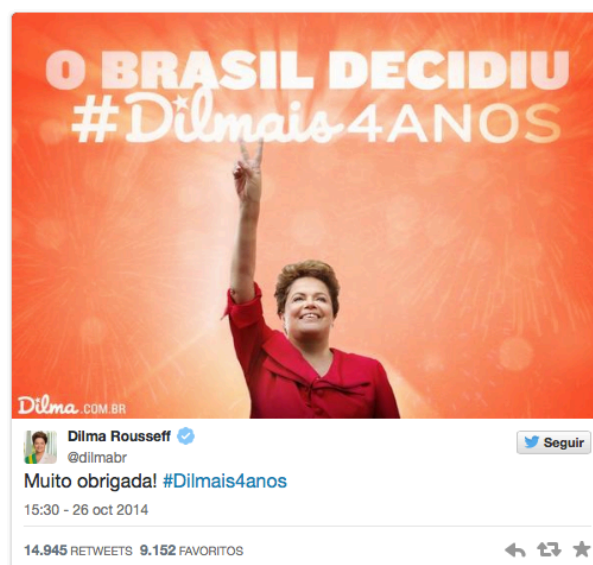 O BRASIL DECIDIU
#Dilmais4ANOS
Dilma.COM.BR
Dilma Rousseff
@dilmabr
Seguir
Muito obrigada! #Dilmais4anos
15:30 - 26 oct 2014
14.945 RETWEETS 9.152 FAVORITOS